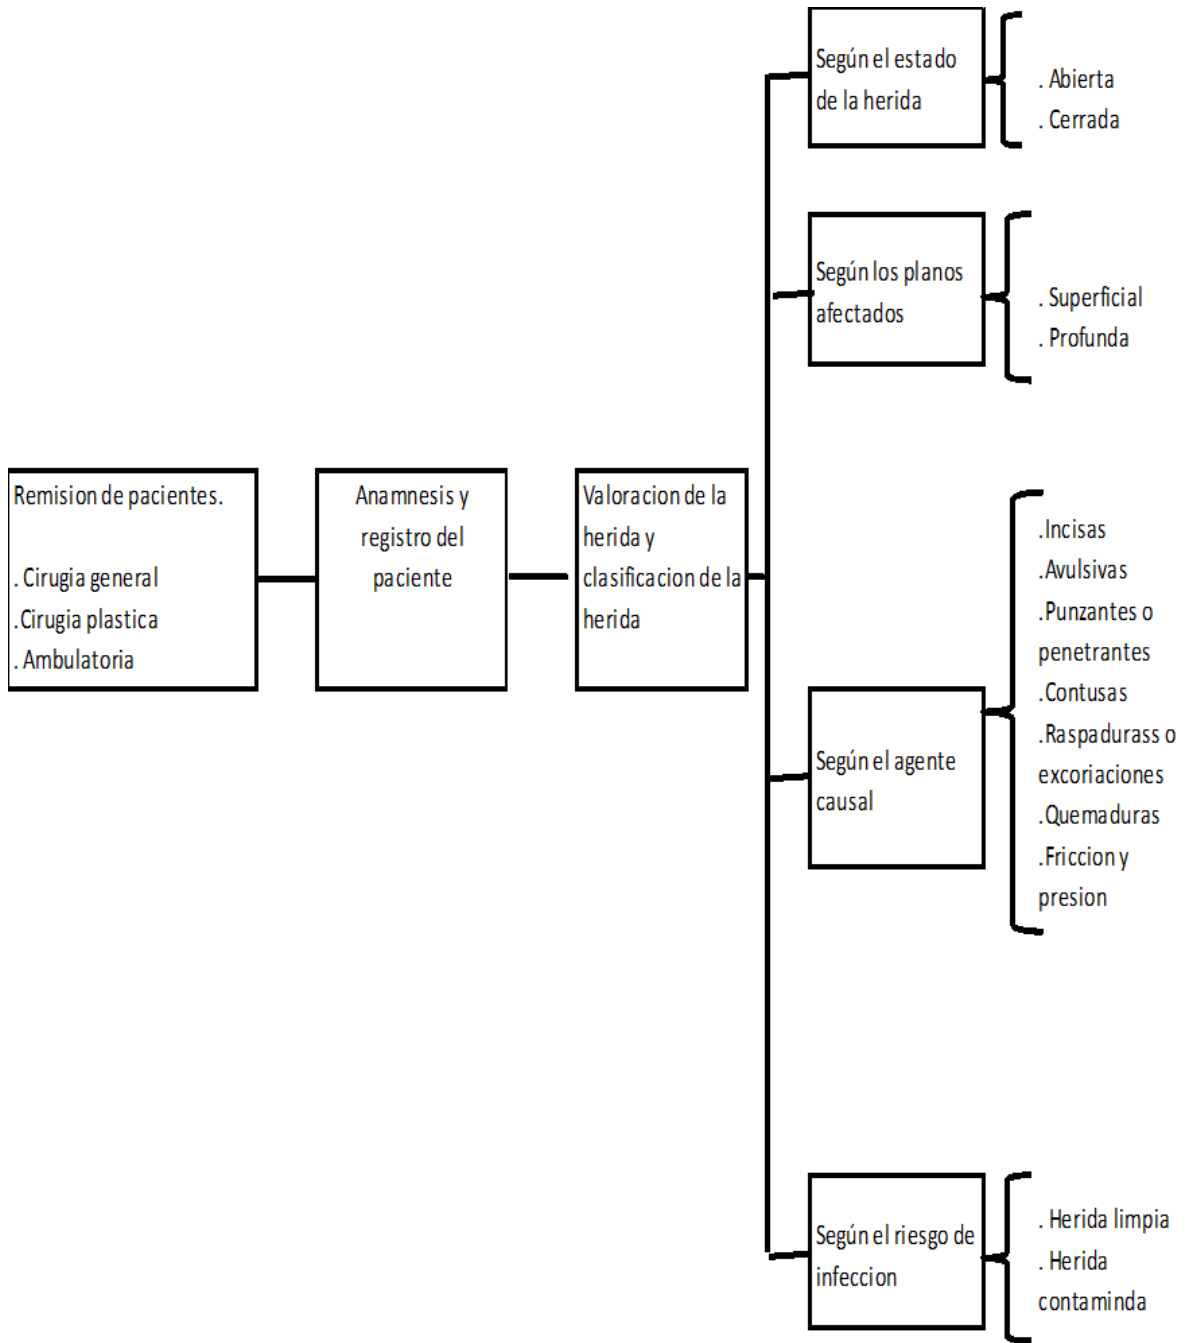 Remision de pacientes.
. Cirugia general
.Cirugia plastica
. Ambulatoria
Anamnesis y
registro del
paciente
Valoracion de la
herida y
clasificacion de la
herida
Según el estado
de la herida
. Abierta
. Cerrada
Según los planos
afectados
. Superficial
. Profunda
Según el agente
causal
.Incisas
.Avulsivas
.Punzantes o
penetrantes
.Contusas
.Raspadurass o
excoriaciones
.Quemaduras
.Friccion y
presion
Según el riesgo de
infeccion
. Herida limpia
. Herida
contaminda